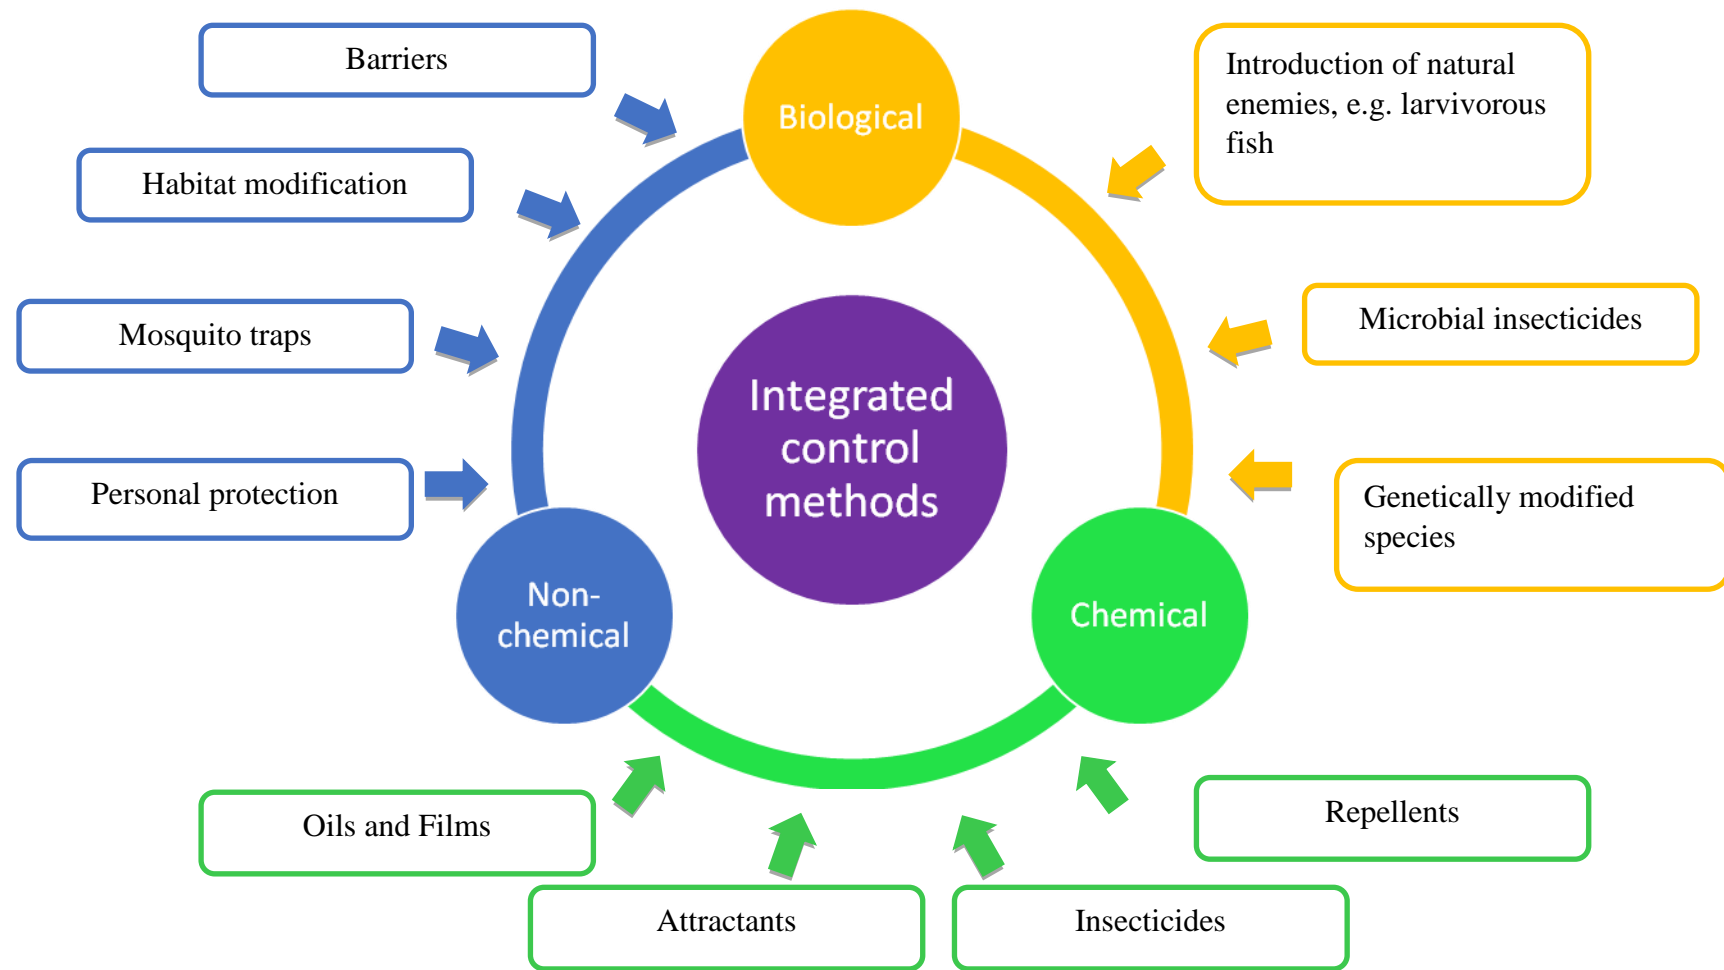 Barriers
Biological
Introduction of natural
enemies, e.g. larvivorous
fish
Habitat modification
Mosquito traps
Microbial insecticides
Integrated
control
methods
Personal protection
Genetically modified
species
Non-
chemical
Chemical
Oils and Films
Repellents
Attractants
Insecticides